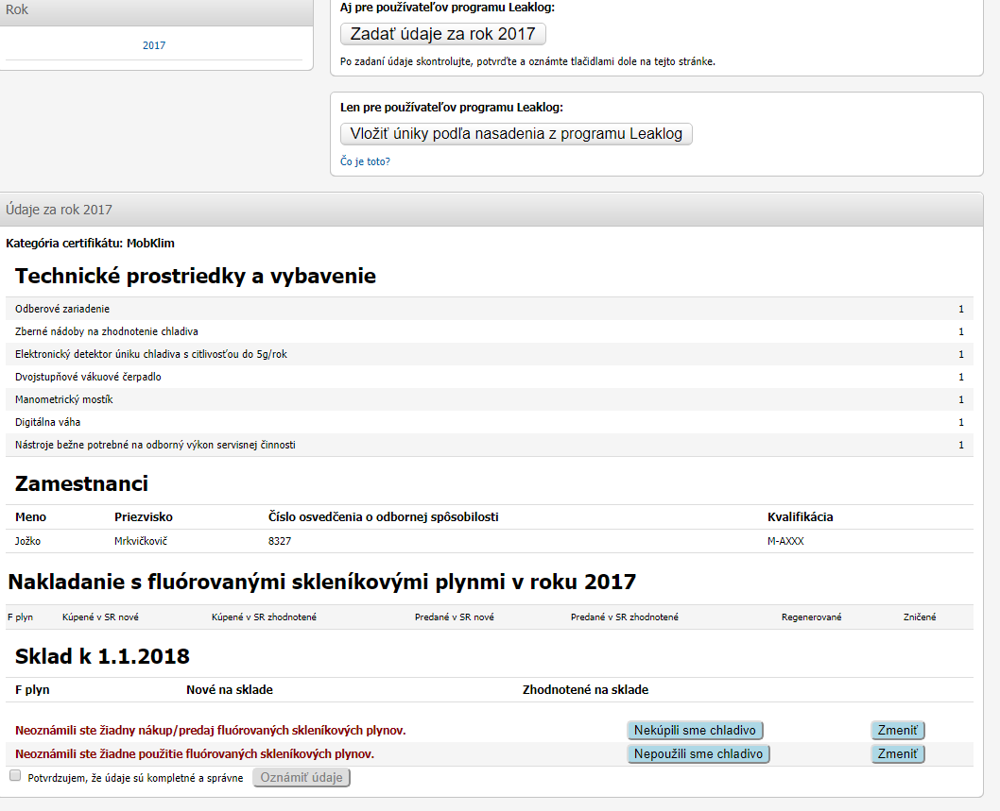 Rok
2017
Aj pre používateľov programu Leaklog:
Zadať údaje za rok 2017
Po zadaní údaje skontrolujte, potvrďte a oznámte tlačidlami dole na tejto stránke.
Len pre používateľov programu Leaklog:
Vložiť úniky podľa nasadenia z programu Leaklog
Čo je toto?
Údaje za rok 2017
Kategória certifikátu: MobKlim
Technické prostriedky a vybavenie
Odberové zariadenie 1
Zberné nádoby na zhodnotenie chladiva 1
Elektronický detektor úniku chladiva s citlivosťou do 5g/rok 1
Dvojstupňové vákuové čerpadlo 1
Manometrický mostík 1
Digitálna váha 1
Nástroje bežne potrebné na odborný výkon servisnej činnosti 1
Zamestnanci
Meno Priezvisko Číslo osvedčenia o odbornej spôsobilosti Kvalifikácia
Jožko Mrkvičkovič 8327 M-AXXX
Nakladanie s fluórovanými skleníkovými plynmi v roku 2017
F plyn Kúpené v SR nové Kúpené v SR zhodnotené Predané v SR nové Predané v SR zhodnotené Regenerované Zničené
Sklad k 1.1.2018
F plyn Nové na sklade Zhodnotené na sklade
Neoznámili ste žiadny nákup/predaj fluórovaných skleníkových plynov. Nekúpili sme chladivo Zmeniť
Neoznámili ste žiadne použitie fluórovaných skleníkových plynov. Nepoužili sme chladivo Zmeniť
Potvrdzujem, že údaje sú kompletné a správne Oznámiť údaje